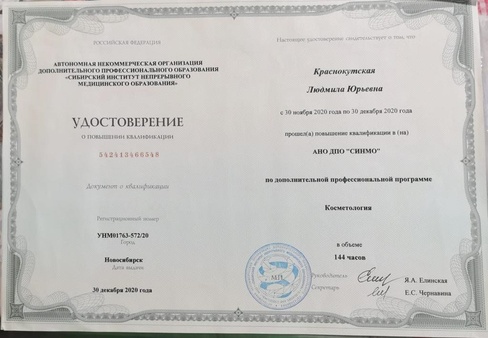 РОССИЙСКАЯ ФЕДЕРАЦИЯ
АВТОНОМНАЯ НЕКОММЕРЧЕСКАЯ ОРГАНИЗАЦИЯ
ДОПОЛНИТЕЛЬНОГО ПРОФЕССИОНАЛЬНОГО ОБРАЗОВАНИЯ
«СИБИРСКИЙ ИНСТИТУТ НЕПРЕРЫВНОГО
МЕДИЦИНСКОГО ОБРАЗОВАНИЯ»
УДОСТОВЕРЕНИЕ
О ПОВЫШЕНИИ КВАЛИФИКАЦИИ
542413466548
Документ о квалификации
Регистрационный номер
УНМ01763-572/20
Город
Новосибирск
Дата выдачи
30 декабря 2020 года
Настоящее удостоверение свидетельствует о том, что
Краснокутская
Людмила Юрьевна
с 30 ноября 2020 года по 30 декабря 2020 года
прошел(а) повышение квалификации в (на)
АНО ДПО "СИНМО"
по дополнительной профессиональной программе
Косметология
в объеме
144 часов
М.П.
Руководитель
Я.А. Елинская
Секретарь
Е.С. Чернавина